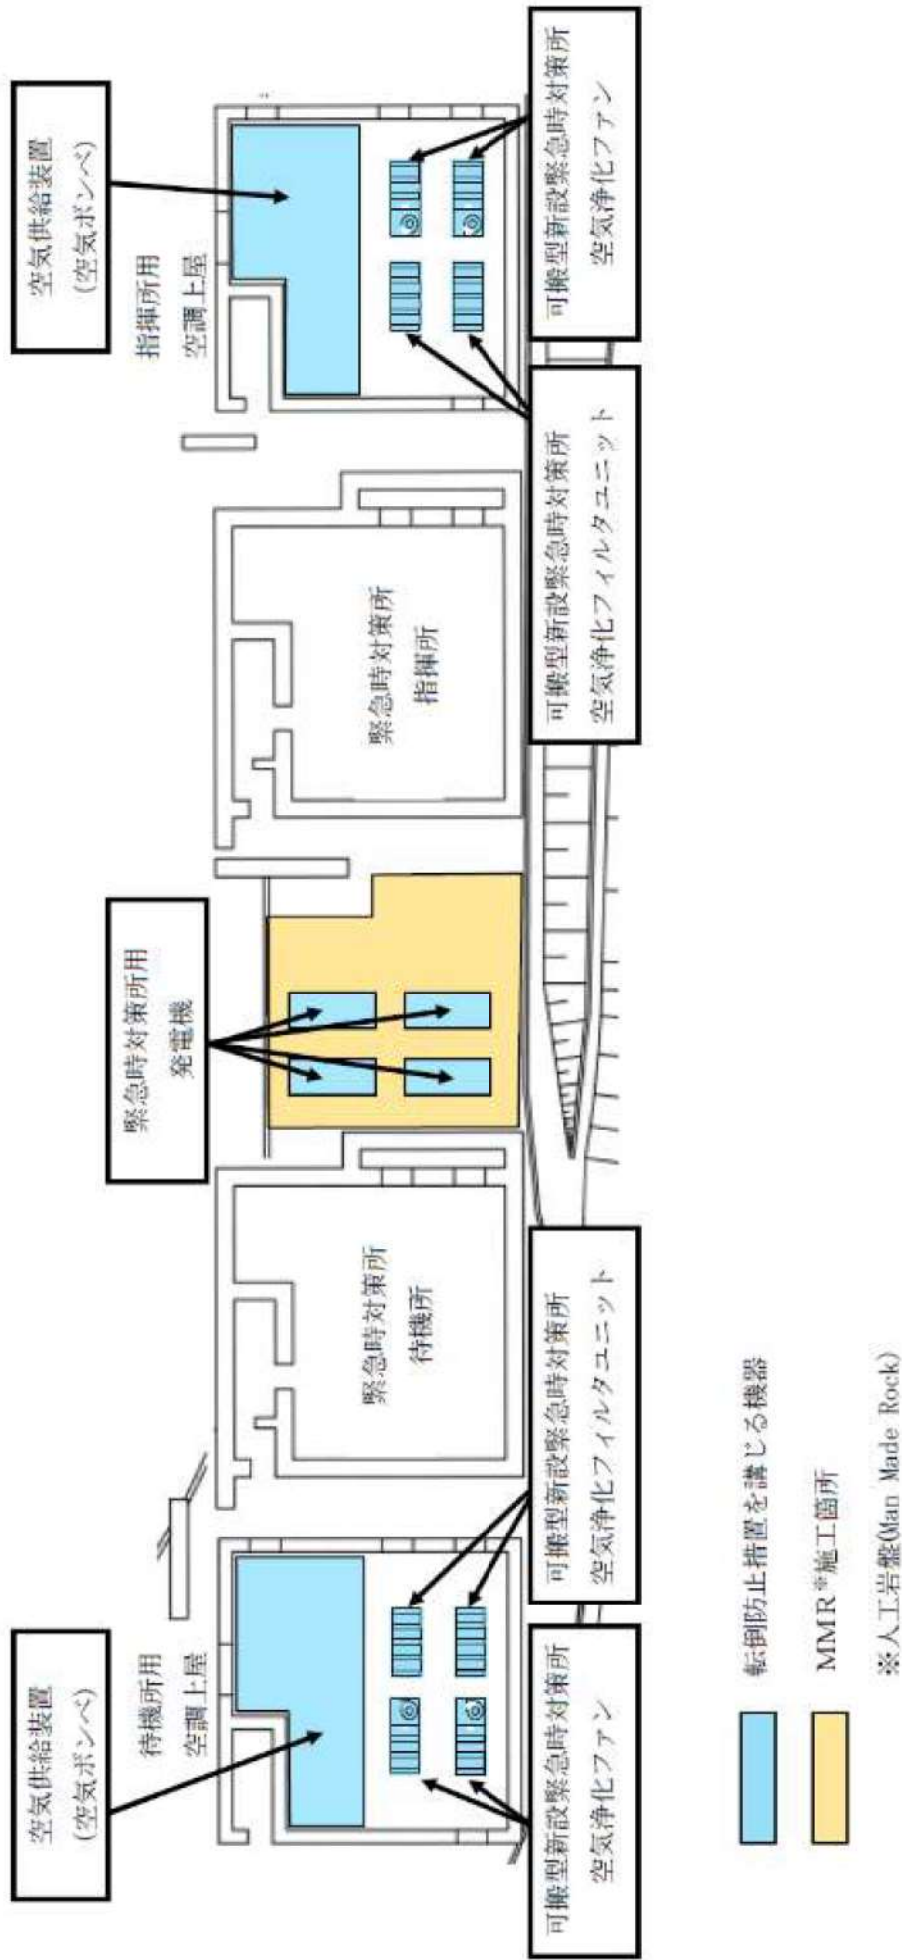 空気供給装置
(空気ボンベ)
待機所用
空調上屋
緊急時対策所用
発電機
空気供給装置
(空気ボンベ)
指揮所用
空調上屋
緊急時対策所
待機所
緊急時対策所
指揮所
可搬型新設緊急時対策所
空気浄化ファン
可搬型新設緊急時対策所
空気浄化フィルタユニット
可搬型新設緊急時対策所
空気浄化フィルタユニット
可搬型新設緊急時対策所
空気浄化ファン
転倒防止措置を講じる機器
MMR※施工箇所
※人工岩盤(Man Made Rock)